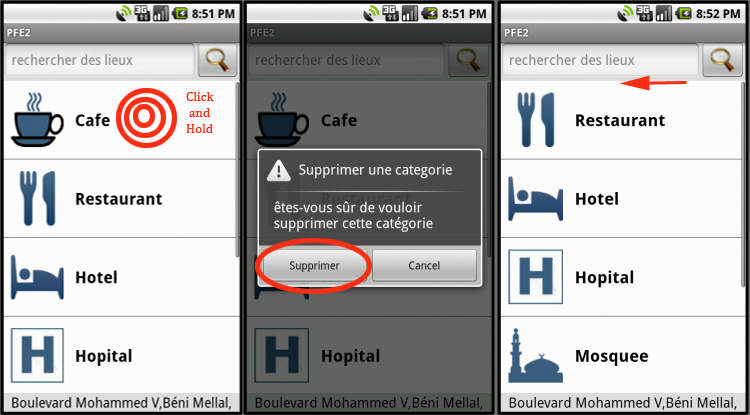 3G
8:51 PM
PFE2
rechercher des lieux
Cafe
Click
and
Hold
Restaurant
Hotel
H
Hopital
Boulevard Mohammed V,Béni Mellal,
3G
8:51 PM
PFE2
rechercher des lieux
Cafe
Supprimer une categorie
Restaurant
êtes-vous sûr de vouloir
supprimer cette catégorie
Supprimer
Cancel
H
Hopital
Boulevard Mohammed V,Béni Mellal,
3G
8:52 PM
PFE2
rechercher des lieux
Restaurant
Hotel
H
Hopital
Mosquee
Boulevard Mohammed V,Béni Mellal,